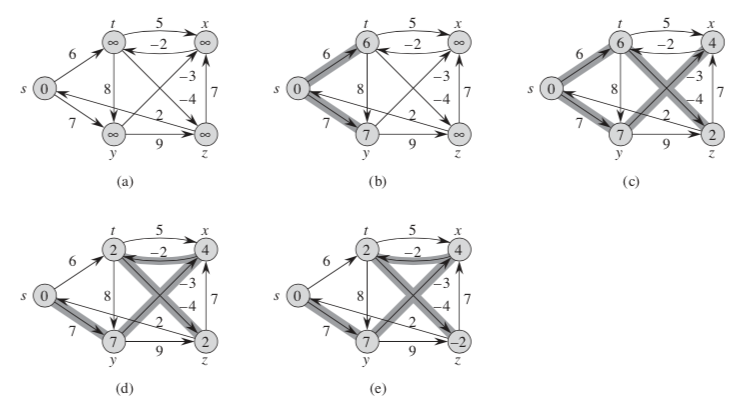 t 5 x
∞ −2 ∞
6 −3
s 0 8 −4 7
7 2
∞ 9 ∞
y z
(a)
t 5 x
6 −2 ∞
6 −3
s 0 8 −4 7
7 2
7 9 ∞
y z
(b)
t 5 x
6 −2 4
6 −3
s 0 8 −4 7
7 2
7 9 2
y z
(c)
t 5 x
2 −2 4
6 −3
s 0 8 −4 7
7 2
7 9 2
y z
(d)
t 5 x
2 −2 4
6 −3
s 0 8 −4 7
7 2
7 9 −2
y z
(e)